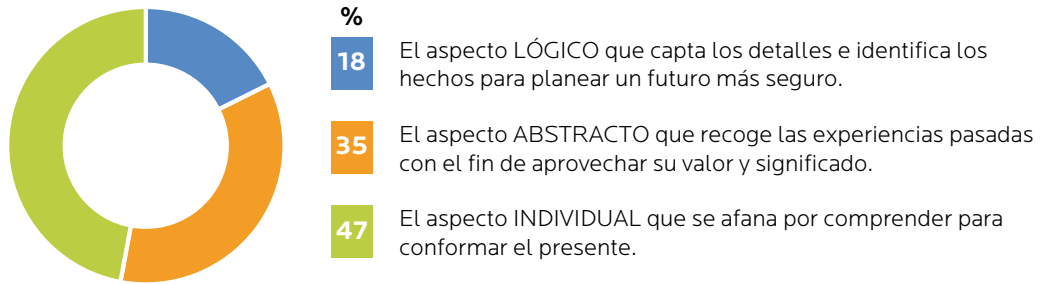 %
18
El aspecto LÓGICO que capta los detalles e identifica los
hechos para planear un futuro más seguro.
35
El aspecto ABSTRACTO que recoge las experiencias pasadas
con el fin de aprovechar su valor y significado.
47
El aspecto INDIVIDUAL que se afana por comprender para
conformar el presente.